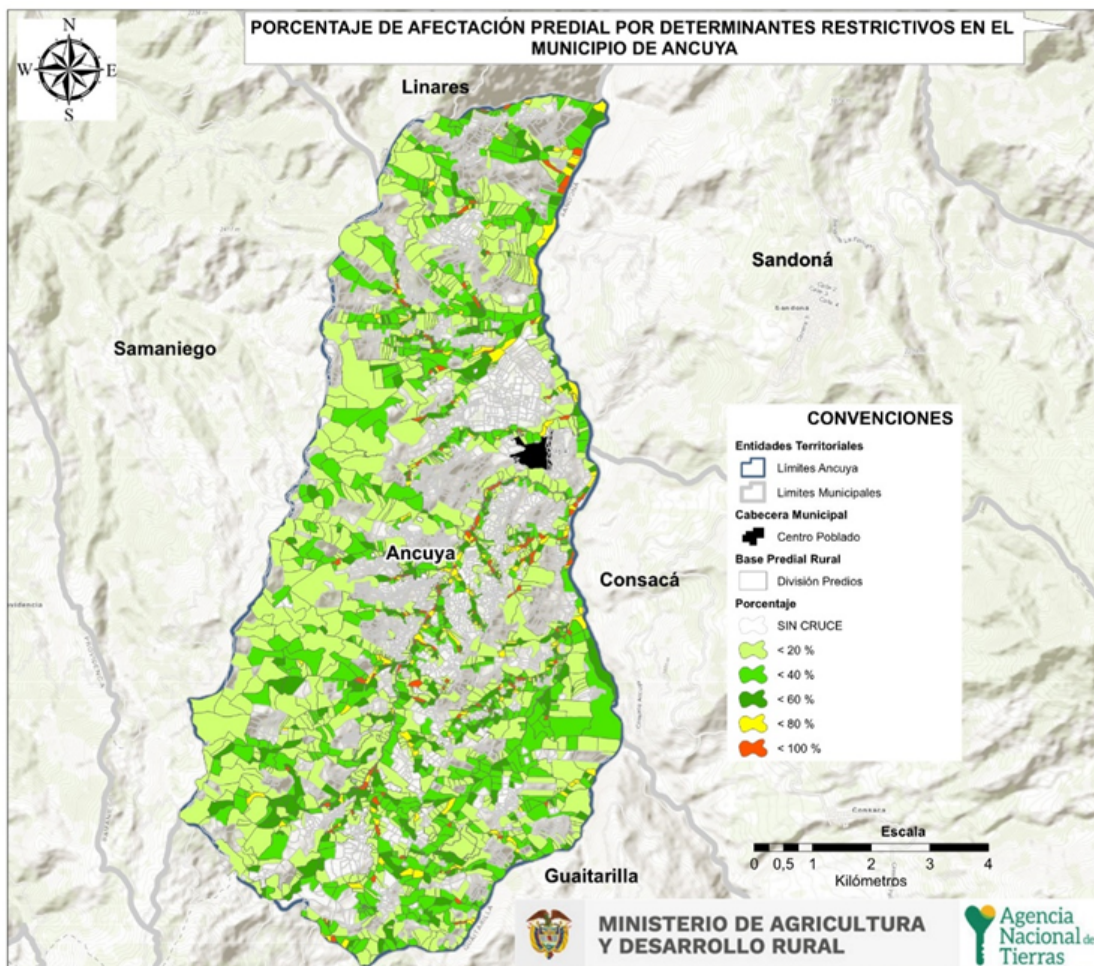 PORCENTAJE DE AFECTACIÓN PREDIAL POR DETERMINANTES RESTRICTIVOS EN EL
MUNICIPIO DE ANCUYA
N
W
E
S
Linares
Sandoná
Sandoná
Samaniego
CONVENCIONES
Entidades Territoriales
Límites Ancuya
Limites Municipales
Cabecera Municipal
Centro Poblado
Base Predial Rural
División Predios
Porcentaje
SIN CRUCE
< 20 %
< 40 %
< 60 %
< 80 %
< 100 %
Ancuya
Consacá
Consaca
Escala
0 0,5 1 2 3 4
Kilómetros
Guaitarilla
MINISTERIO DE AGRICULTURA
Y DESARROLLO RURAL
Agencia
Nacional de
Tierras